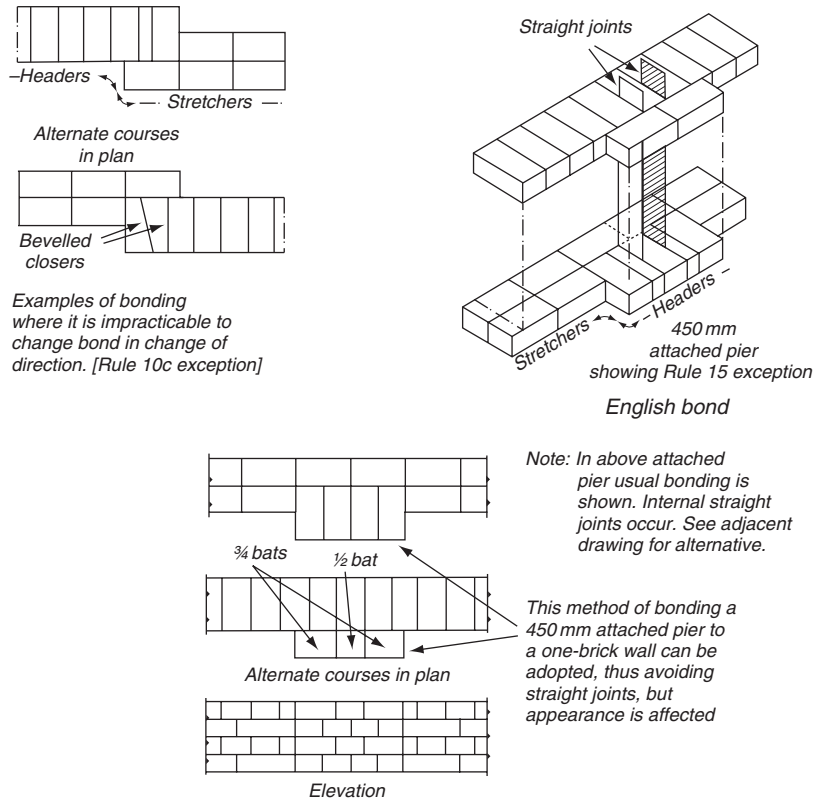 –Headers
Stretchers
Alternate courses
in plan
Bevelled
closers
Examples of bonding
where it is impracticable to
change bond in change of
direction. [Rule 10c exception]
Straight joints
Stretchers
Headers –
450 mm
attached pier
showing Rule 15 exception
English bond
Note: In above attached
pier usual bonding is
shown. Internal straight
joints occur. See adjacent
drawing for alternative.
¾ bats
½ bat
Alternate courses in plan
This method of bonding a
450 mm attached pier to
a one-brick wall can be
adopted, thus avoiding
straight joints, but
appearance is affected
Elevation